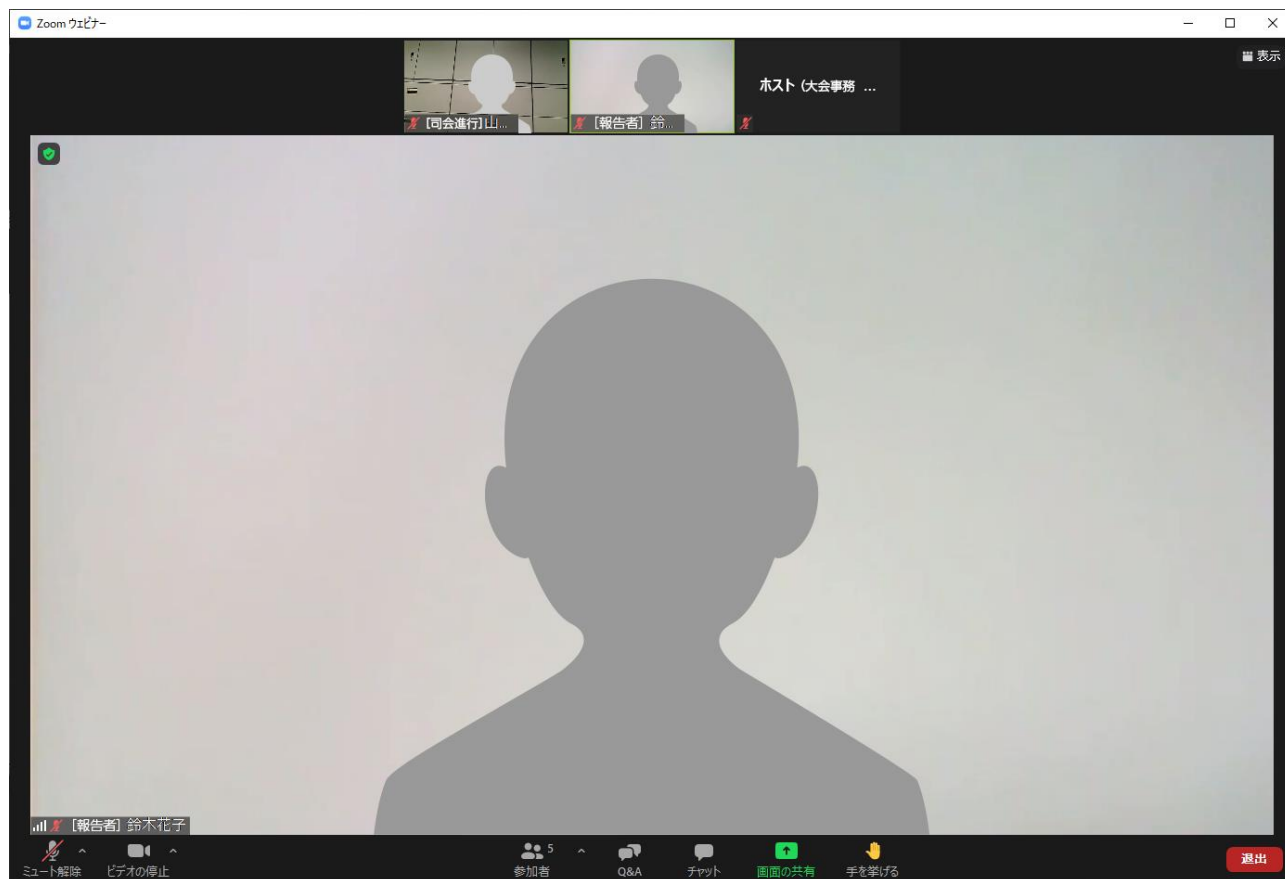 Zoom ウェビナー
表示
[司会進行]山...
[報告者] 鈴...
ホスト (大会事務 ...
[報告者] 鈴木花子
ミュート解除
ビデオの停止
5
参加者
Q&A
チャット
画面の共有
手を挙げる
退出